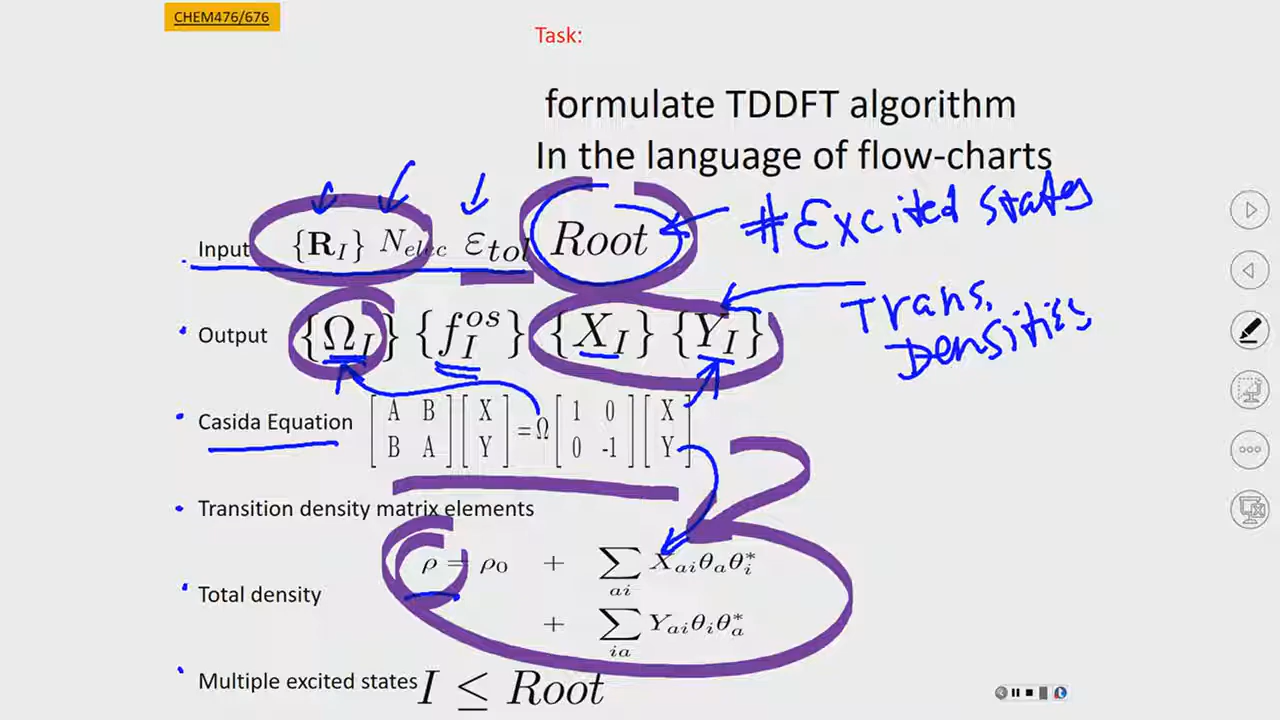 CHEM476/676
Task:
formulate TDDFT algorithm
In the language of flow-charts
Input {R_I} N_elec ε_tol Root
# Excited states
Output {Ω_I} {f_I^os} {X_I} {Y_I}
Trans. Densities
Casida Equation [A B; B A] [X; Y] = Ω [1 0; 0 -1] [X; Y]
Transition density matrix elements
ρ = ρ_0 + ∑_ai X_ai θ_a θ_i^*
Total density
+ ∑_ia Y_ai θ_i θ_a^*
Multiple excited states I ≤ Root